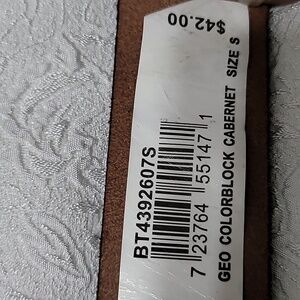 BT4392607S
7 23764 55147 1
GEO COLORBLOCK CABERNET SIZE S
$42.00